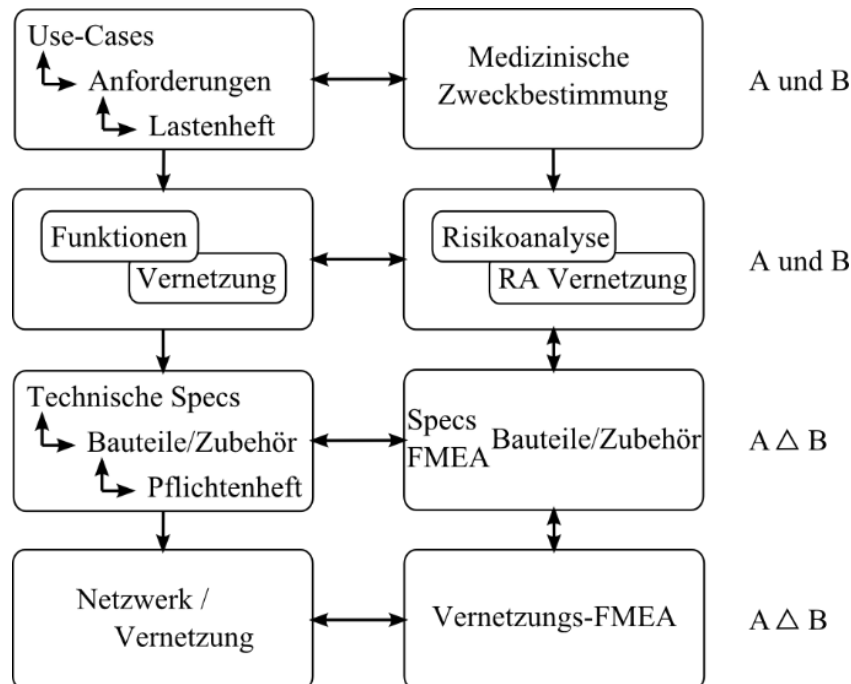 Use-Cases
Anforderungen
Lastenheft
Medizinische
Zweckbestimmung
A und B
Funktionen
Vernetzung
Risikoanalyse
RA Vernetzung
A und B
Technische Specs
Bauteile/Zubehör
Pflichtenheft
Specs
FMEA
Bauteile/Zubehör
A △ B
Netzwerk /
Vernetzung
Vernetzungs-FMEA
A △ B